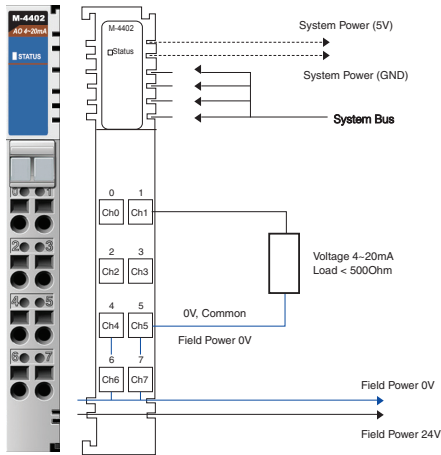 M-4402
AO 4~20mA
STATUS
0 1
2 3
4 5
6 7
M-4402
Status
System Power (5V)
System Power (GND)
System Bus
0 1
Ch0 Ch1
2 3
Ch2 Ch3
Voltage 4~20mA
Load < 500Ohm
4 5
Ch4 Ch5
0V, Common
Field Power 0V
6 7
Ch6 Ch7
Field Power 0V
Field Power 24V